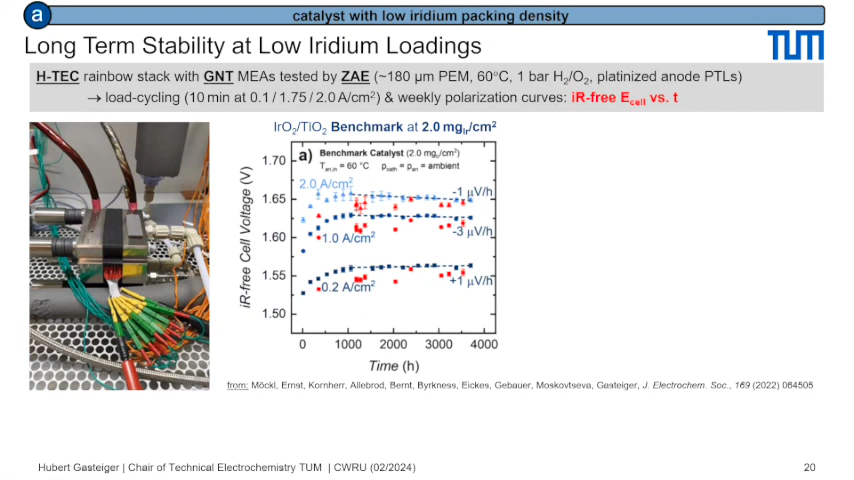 a
catalyst with low iridium packing density
Long Term Stability at Low Iridium Loadings
TUM
H-TEC rainbow stack with GNT MEAs tested by ZAE (~180 µm PEM, 60°C, 1 bar H₂/O₂, platinized anode PTLs)
→ load-cycling (10 min at 0.1 / 1.75 / 2.0 A/cm²) & weekly polarization curves: iR-free E_cell vs. t
IrO₂/TiO₂ Benchmark at 2.0 mg_Ir/cm²
a) Benchmark Catalyst (2.0 mg_Ir/cm²)
T_an,in = 60 °C p_cath = p_an = ambient
iR-free Cell Voltage (V)
1.70
1.65
1.60
1.55
1.50
2.0 A/cm²
-1 µV/h
1.0 A/cm²
-3 µV/h
0.2 A/cm²
+1 µV/h
0 1000 2000 3000 4000
Time (h)
from: Möckl, Ernst, Kornherr, Allebrod, Bernt, Byrkness, Eickes, Gebauer, Moskovtseva, Gasteiger, J. Electrochem. Soc., 169 (2022) 064505
Hubert Gasteiger | Chair of Technical Electrochemistry TUM | CWRU (02/2024)
20